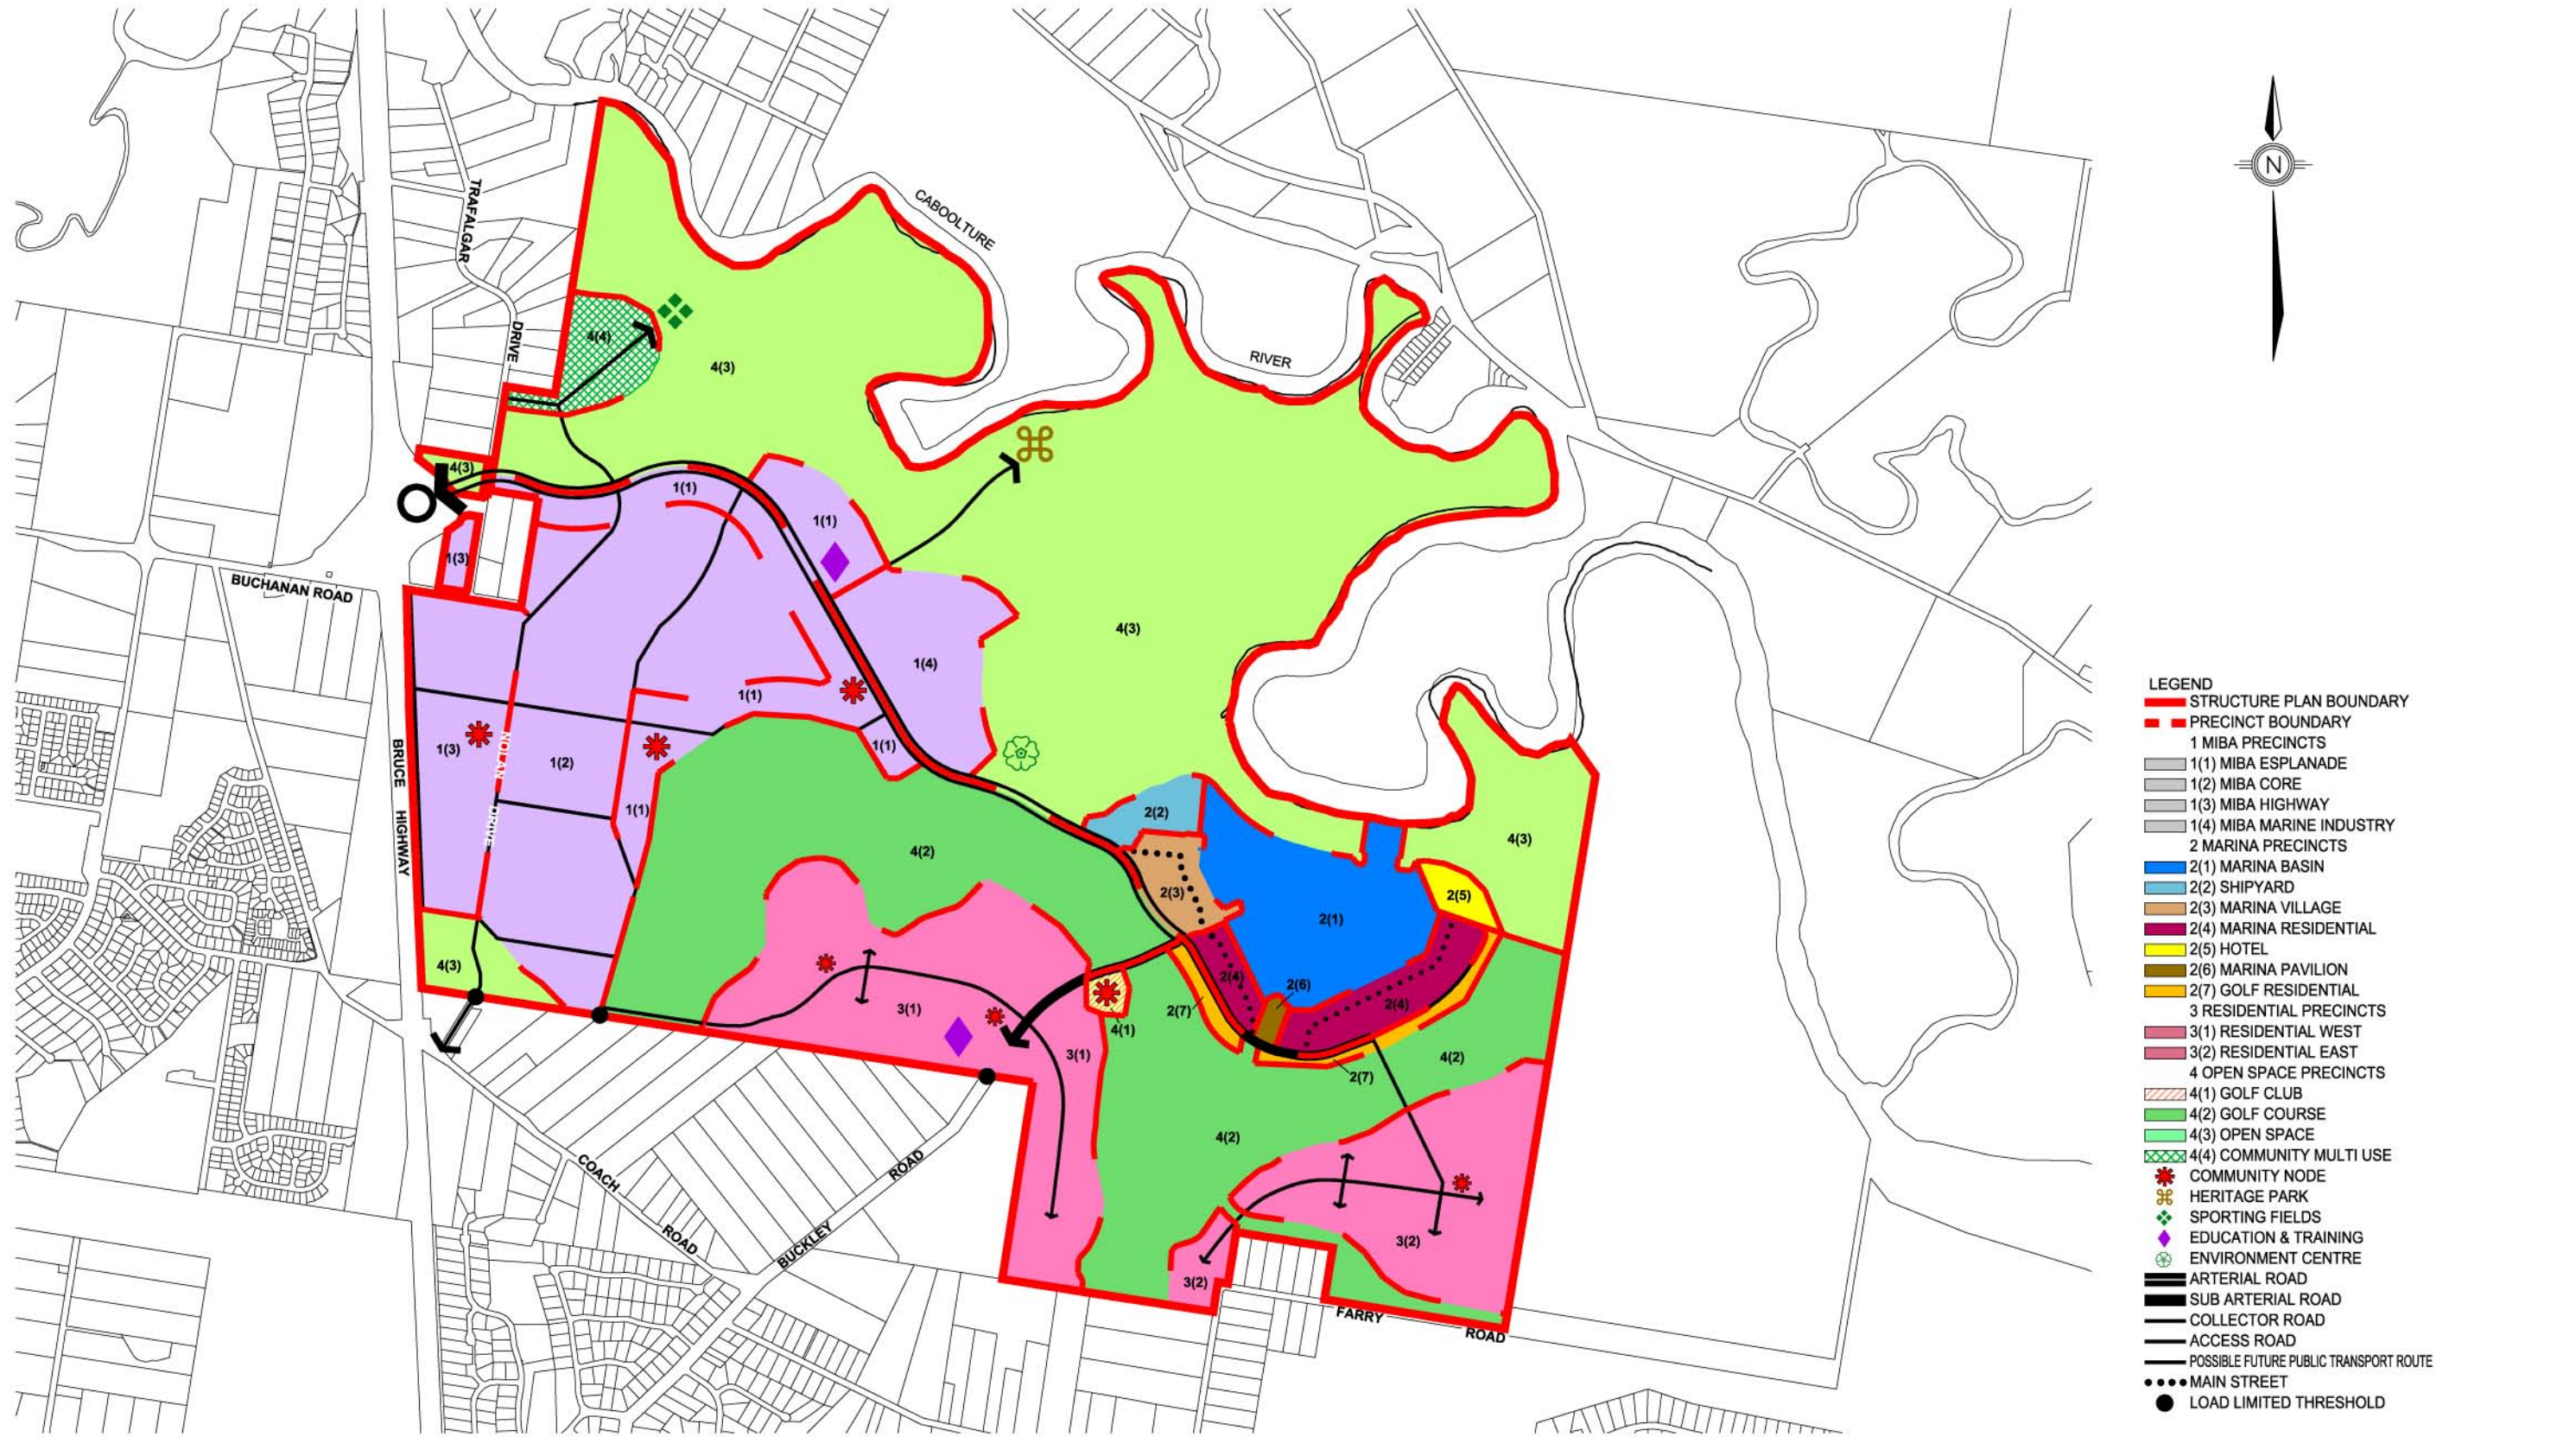 CABOOLTURE
TRAFALGAR
DRIVE
RIVER
4(4)
4(3)
4(3)
1(1)
1(1)
1(3)
BUCHANAN ROAD
4(3)
1(4)
1(1)
1(1)
BRUCE HIGHWAY
1(3)
NOLAN
DRIVE
1(2)
1(1)
4(2)
2(2)
4(3)
2(3)
2(5)
2(1)
4(3)
2(4)
2(6)
2(4)
3(1)
2(7)
4(1)
3(1)
2(7)
4(2)
4(2)
COACH
ROAD
BUCKLEY
ROAD
3(2)
3(2)
FARRY
ROAD
N
LEGEND
STRUCTURE PLAN BOUNDARY
PRECINCT BOUNDARY
1 MIBA PRECINCTS
1(1) MIBA ESPLANADE
1(2) MIBA CORE
1(3) MIBA HIGHWAY
1(4) MIBA MARINE INDUSTRY
2 MARINA PRECINCTS
2(1) MARINA BASIN
2(2) SHIPYARD
2(3) MARINA VILLAGE
2(4) MARINA RESIDENTIAL
2(5) HOTEL
2(6) MARINA PAVILION
2(7) GOLF RESIDENTIAL
3 RESIDENTIAL PRECINCTS
3(1) RESIDENTIAL WEST
3(2) RESIDENTIAL EAST
4 OPEN SPACE PRECINCTS
4(1) GOLF CLUB
4(2) GOLF COURSE
4(3) OPEN SPACE
4(4) COMMUNITY MULTI USE
COMMUNITY NODE
HERITAGE PARK
SPORTING FIELDS
EDUCATION & TRAINING
ENVIRONMENT CENTRE
ARTERIAL ROAD
SUB ARTERIAL ROAD
COLLECTOR ROAD
ACCESS ROAD
POSSIBLE FUTURE PUBLIC TRANSPORT ROUTE
MAIN STREET
LOAD LIMITED THRESHOLD